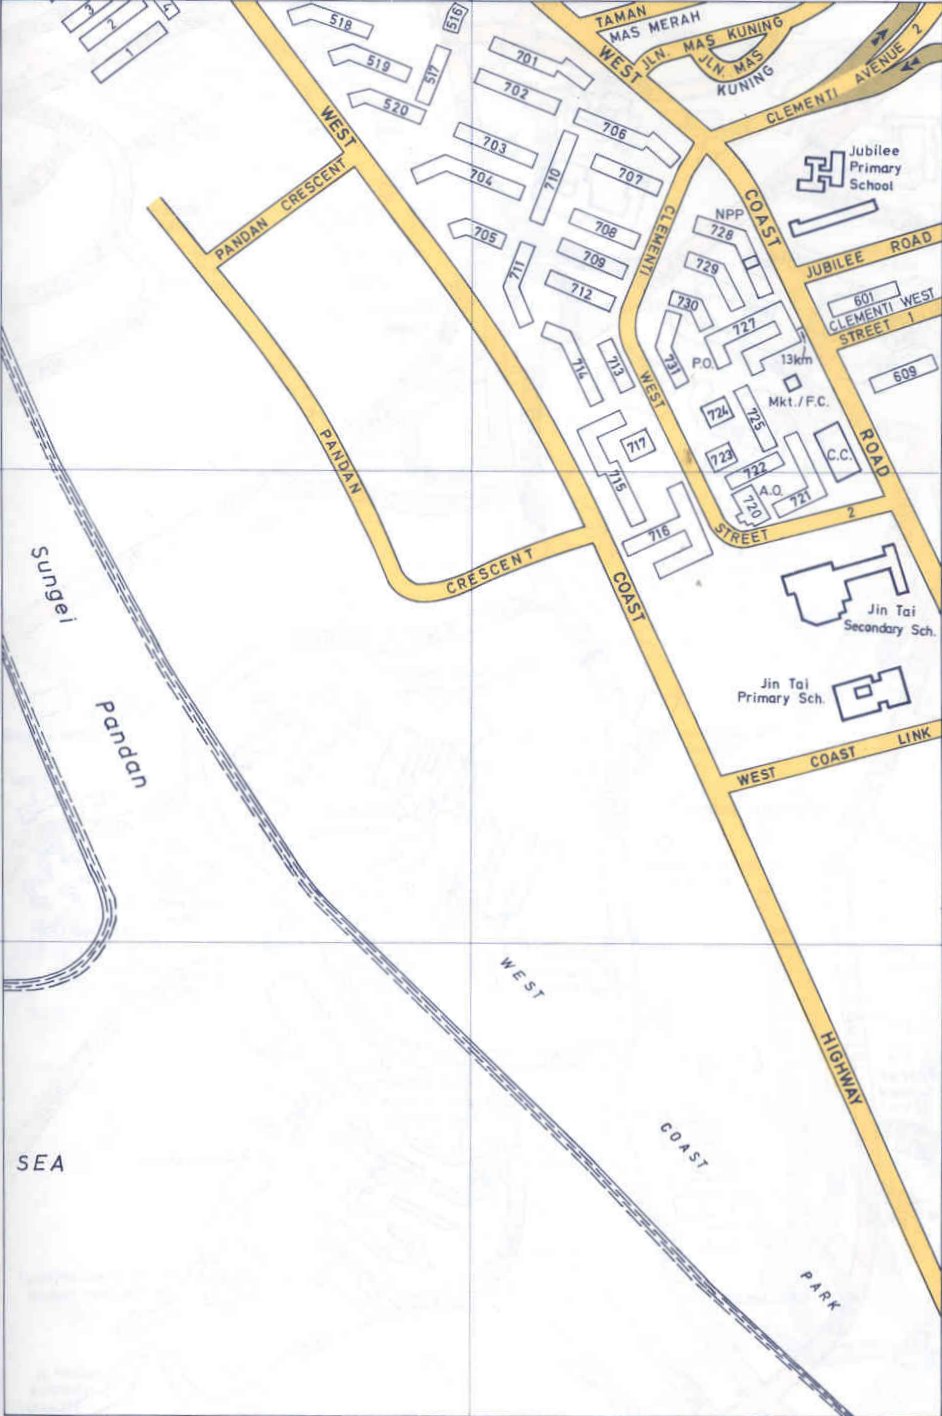 3
4
2
1
518
516
519
517
520
701
702
703
704
705
706
707
710
708
709
711
712
TAMAN
MAS MERAH
JLN. MAS KUNING
JLN. MAS
KUNING
CLEMENTI AVENUE 2
WEST
COAST
ROAD
Jubilee
Primary
School
JUBILEE ROAD
601
CLEMENTI WEST
STREET 1
609
NPP
728
729
730
731
727
P.O.
13km
Mkt./F.C.
724
725
723
722
A.O.
720
721
C.C.
CLEMENTI
WEST
STREET
2
714
713
717
715
716
WEST
COAST
HIGHWAY
PANDAN CRESCENT
PANDAN
CRESCENT
Jin Tai
Secondary Sch.
Jin Tai
Primary Sch.
WEST COAST LINK
Sungei
Pandan
WEST
COAST
PARK
SEA